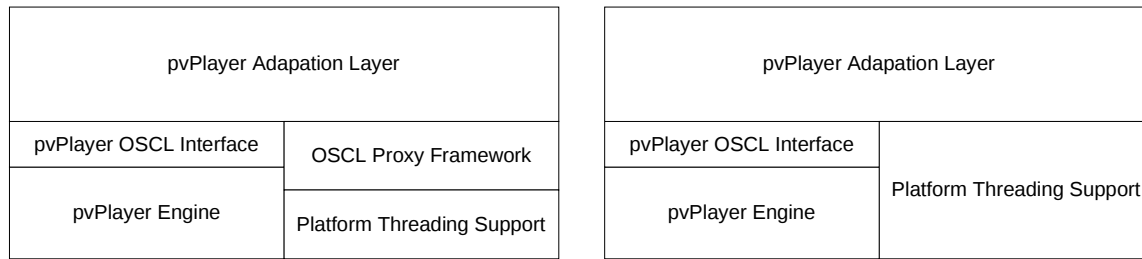 pvPlayer Adapation Layer
pvPlayer OSCL Interface
OSCL Proxy Framework
pvPlayer Engine
Platform Threading Support
pvPlayer Adapation Layer
pvPlayer OSCL Interface
Platform Threading Support
pvPlayer Engine